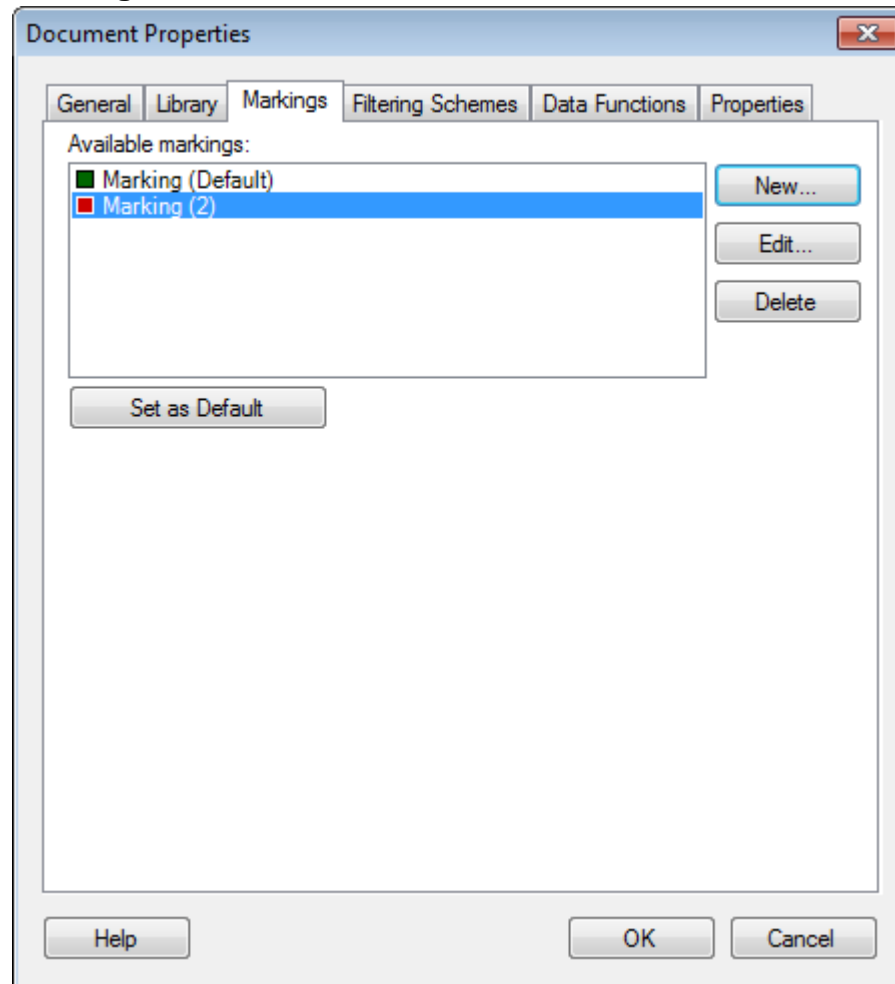 Document Properties
General Library Markings Filtering Schemes Data Functions Properties
Available markings:
Marking (Default)
Marking (2)
New...
Edit...
Delete
Set as Default
Help OK Cancel